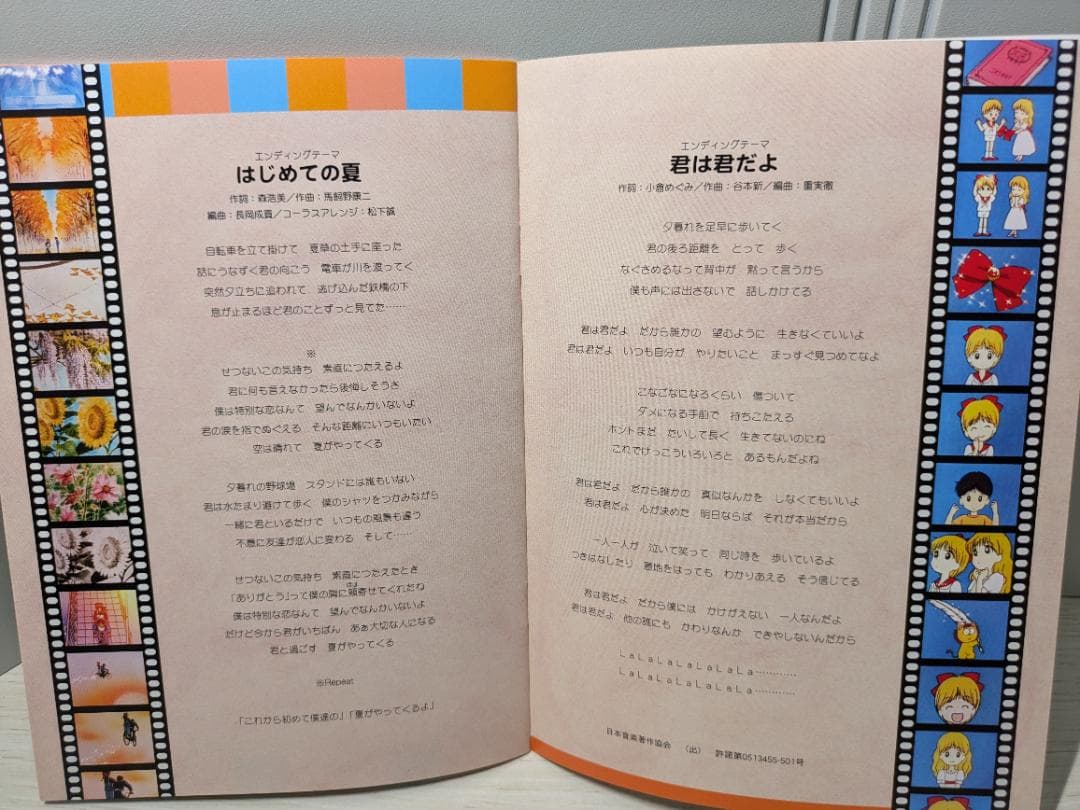 エンディングテーマ
はじめての夏
作詞：森浩美／作曲：馬飼野康二
編曲：長岡成貢／コーラスアレンジ：松下誠
自転車を立て掛けて　夏草の土手に座った
話にうなずく君の向こう　電車が川を渡ってく
突然夕立ちに追われて　逃げ込んだ鉄橋の下
息が止まるほど君のことずっと見てた……
※
せつないこの気持ち　素直につたえるよ
君に何も言えなかったら後悔しそうさ
僕は特別な恋なんて　望んでなんかいないよ
君の涙を指でぬぐえる　そんな距離にいつもいたい
空は晴れて　夏がやってくる
夕暮れの野球場　スタンドには誰もいない
君は水たまり避けて歩く　僕のシャツをつかみながら
一緒に君といるだけで　いつもの風景も違う
不意に友達が恋人に変わる　そして……
せつないこの気持ち　素直につたえたとき
「ありがとう」って僕の胸に頬寄せてくれたね
僕は特別な恋なんて　望んでなんかいないよ
だけど今から君がいちばん　あぁ大切な人になる
君と過ごす　夏がやってくる
※Repeat
「これから初めて僕達の」「夏がやってくるよ」
エンディングテーマ
君は君だよ
作詞：小倉めぐみ／作曲：谷本新／編曲：重実徹
夕暮れを足早に歩いてく
君の後ろ距離を　とって　歩く
なぐさめるなって背中が　黙って言うから
僕も声には出さないで　話しかけてる
君は君だよ　だから誰かの　望むように　生きなくていいよ
君は君だよ　いつも自分が　やりたいこと　まっすぐ見つめてなよ
こなごなになるくらい　傷ついて
ダメになる手前で　持ちこたえろ
ホントまだ　たいして長く　生きてないのにね
これでけっこういろいろと　あるもんだよね
君は君だよ　だから誰かの　真似なんかを　しなくてもいいよ
君は君だよ　心が決めた　明日ならば　それが本当だから
一人一人が　泣いて笑って　同じ時を　歩いているよ
つきはなしたり　意地をはっても　わかりあえる　そう信じてる
君は君だよ　だから僕には　かけがえない　一人なんだよ
君は君だよ　他の誰にも　かわりなんか　できやしないんだから
ＬａＬａＬａＬａＬａＬａＬａ…………
ＬａＬａＬａＬａＬａＬａＬａ…………
日本音楽著作協会　（出）　許諾第0513455-501号